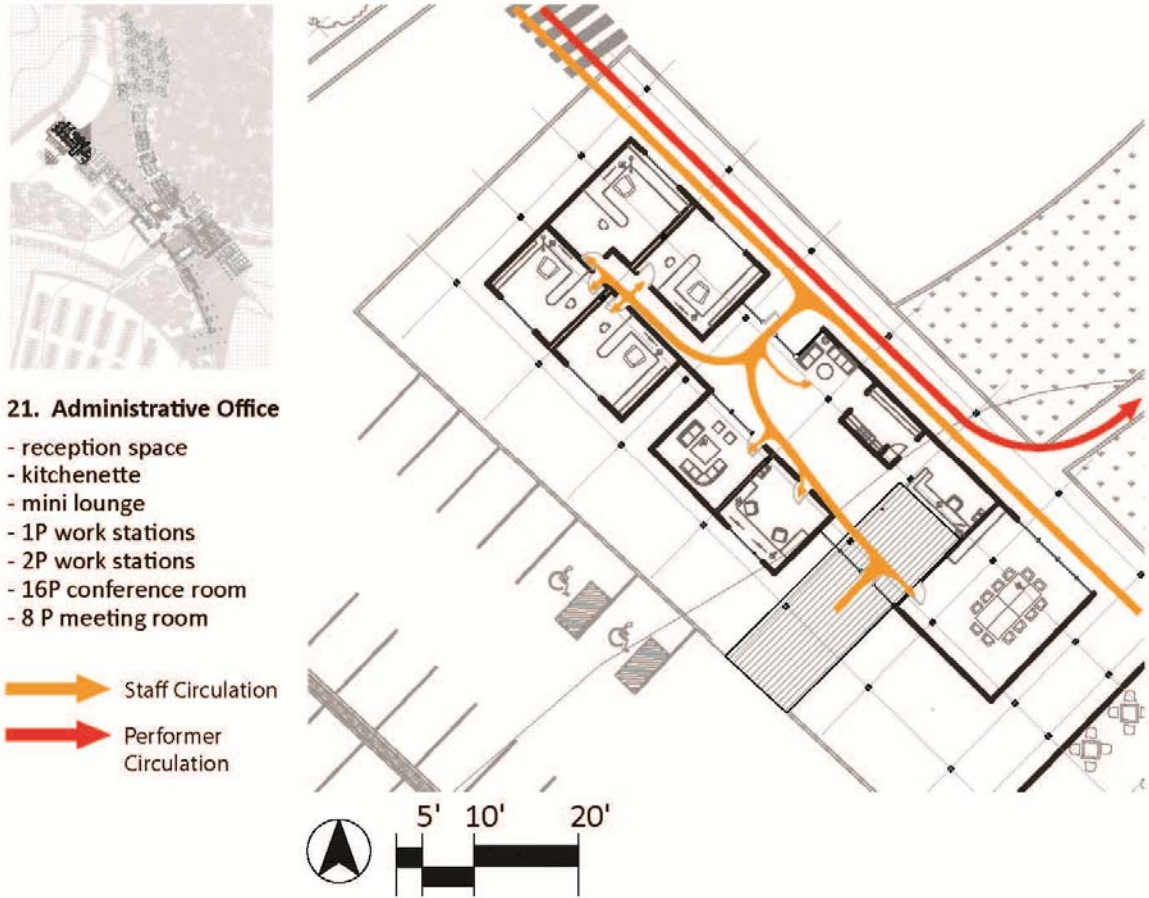 21. Administrative Office
- reception space
- kitchenette
- mini lounge
- 1P work stations
- 2P work stations
- 16P conference room
- 8 P meeting room
Staff Circulation
Performer
Circulation
5' 10' 20'